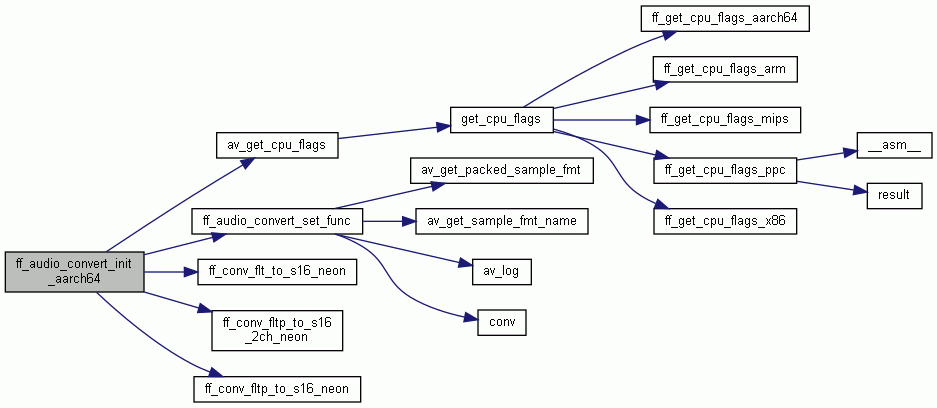 ff_get_cpu_flags_aarch64
ff_get_cpu_flags_arm
get_cpu_flags
ff_get_cpu_flags_mips
av_get_cpu_flags
__asm__
av_get_packed_sample_fmt
ff_get_cpu_flags_ppc
result
ff_audio_convert_set_func
av_get_sample_fmt_name
ff_get_cpu_flags_x86
ff_audio_convert_init
_aarch64
ff_conv_flt_to_s16_neon
av_log
ff_conv_fltp_to_s16
_2ch_neon
conv
ff_conv_fltp_to_s16_neon